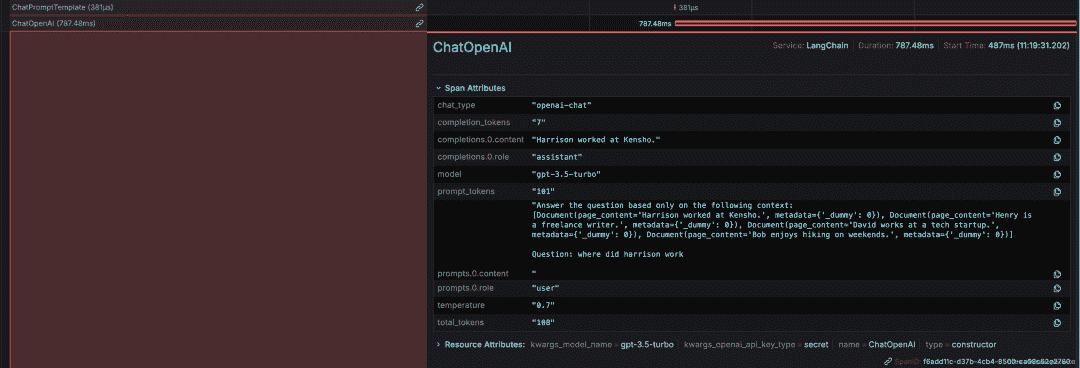 ChatPromptTemplate (381µs)
381µs
ChatOpenAI (787.48ms)
787.48ms
ChatOpenAI
Service: LangChain | Duration: 787.48ms | Start Time: 487ms (11:19:31.202)
Span Attributes
chat_type "openai-chat"
completion_tokens "7"
completions.0.content "Harrison worked at Kensho."
completions.0.role "assistant"
model "gpt-3.5-turbo"
prompt_tokens "101"
"Answer the question based only on the following context:
[Document(page_content='Harrison worked at Kensho.', metadata={'_dummy': 0}), Document(page_content='Henry is
a freelance writer.', metadata={'_dummy': 0}), Document(page_content='David works at a tech startup.',
metadata={'_dummy': 0}), Document(page_content='Bob enjoys hiking on weekends.', metadata={'_dummy': 0})]
Question: where did harrison work
prompts.0.content "
prompts.0.role "user"
temperature "0.7"
total_tokens "108"
Resource Attributes: kwargs_model_name = gpt-3.5-turbo | kwargs_openai_api_key_type = secret | name = ChatOpenAI | type = constructor
SpanID: